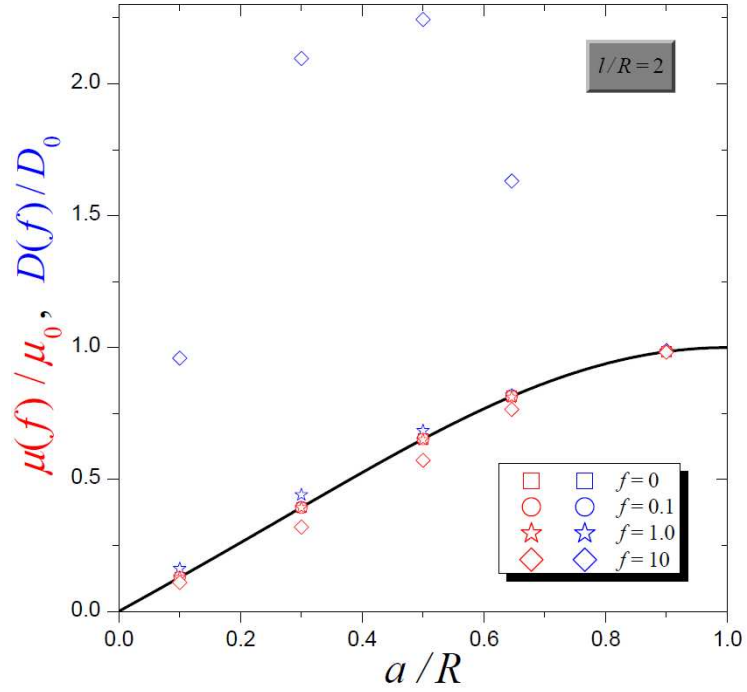 μ(f) / μ₀, D(f) / D₀
2.0
1.5
1.0
0.5
0.0
l/R = 2
f = 0
f = 0.1
f = 1.0
f = 10
0.0 0.2 0.4 0.6 0.8 1.0
a / R